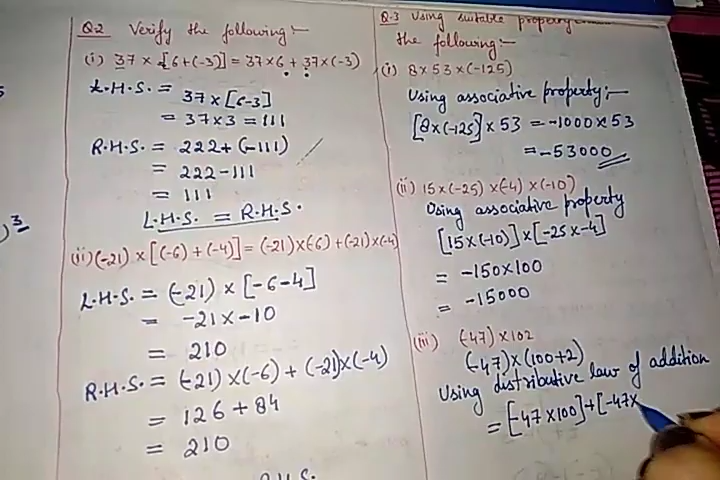 Q.2 Verify the following:-
(i) 37 × [6+(-3)] = 37×6 + 37×(-3)
L.H.S. = 37 × [6-3]
= 37×3 = 111
R.H.S. = 222 + (-111)
= 222 - 111
= 111
L.H.S. = R.H.S.
(ii) (-21) × [(-6) + (-4)] = (-21)×(-6) + (-21)×(-4)
L.H.S. = (-21) × [-6-4]
= -21 × -10
= 210
R.H.S. = (-21) × (-6) + (-21) × (-4)
= 126 + 84
= 210
Q.3 Using suitable property
the following:-
(i) 8 × 53 × (-125)
Using associative property:-
[8×(-125] × 53 = -1000 × 53
= -53000
(ii) 15 × (-25) × (-4) × (-10)
Using associative property
[15×(-10)] × [-25×-4]
= -150×100
= -15000
(iii) (-47) × 102
(-47) × (100+2)
Using distributive law of addition
= [-47 × 100] + [-47×
) 3